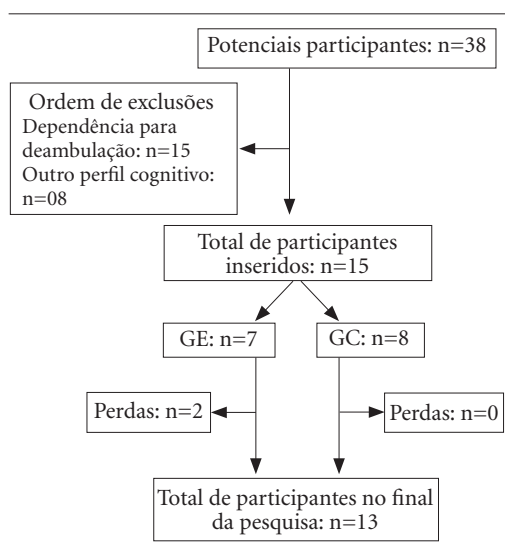 Potenciais participantes: n=38
Ordem de exclusões
Dependência para
deambulação: n=15
Outro perfil cognitivo:
n=08
Total de participantes
inseridos: n=15
GE: n=7
GC: n=8
Perdas: n=2
Perdas: n=0
Total de participantes no final
da pesquisa: n=13